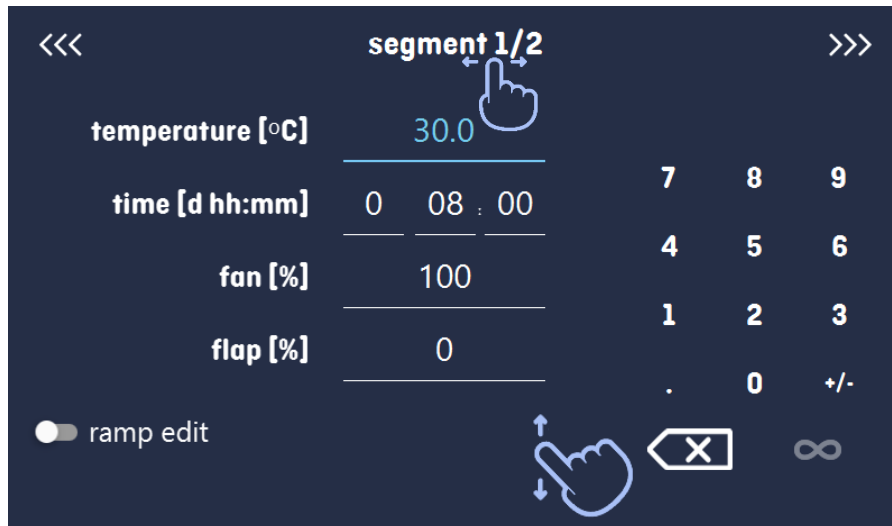 <<< segment 1/2 >>>
temperature [°C] 30.0
time [d hh:mm] 0 08 : 00
7 8 9
fan [%] 100
4 5 6
flap [%] 0
1 2 3
. 0 +/-
ramp edit X ∞